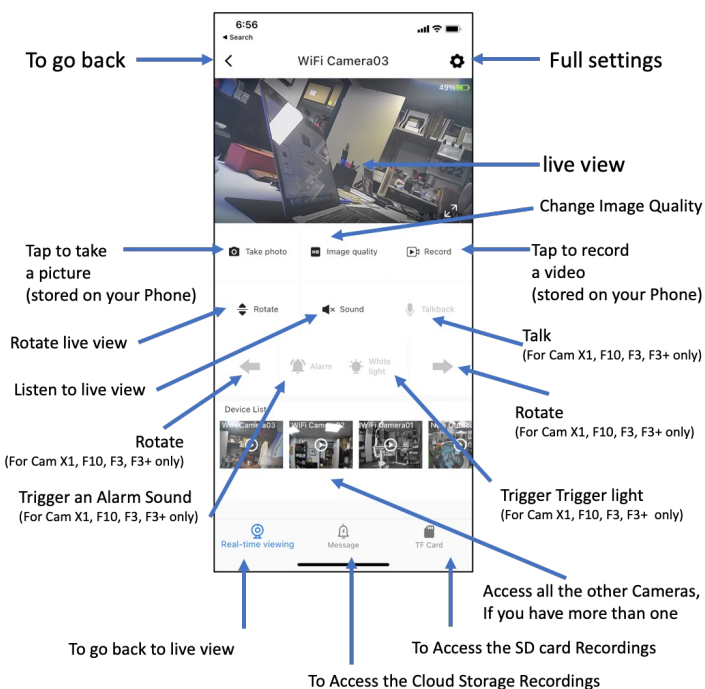 6:56
Search
To go back
WiFi Camera03
Full settings
49%
live view
Change Image Quality
Tap to take
a picture
(stored on your Phone)
Take photo
HD Image quality
Record
Tap to record
a video
(stored on your Phone)
Rotate
Sound
Talkback
Rotate live view
Talk
(For Cam X1, F10, F3, F3+ only)
Alarm
White
light
Listen to live view
Rotate
(For Cam X1, F10, F3, F3+ only)
Device List
WiFi Camera03
WiFi Camera02
WiFi Camera01
Rotate
(For Cam X1, F10, F3, F3+ only)
Trigger an Alarm Sound
(For Cam X1, F10, F3, F3+ only)
Trigger Trigger light
(For Cam X1, F10, F3, F3+ only)
Real-time viewing
Message
TF Card
Access all the other Cameras,
If you have more than one
To go back to live view
To Access the SD card Recordings
To Access the Cloud Storage Recordings